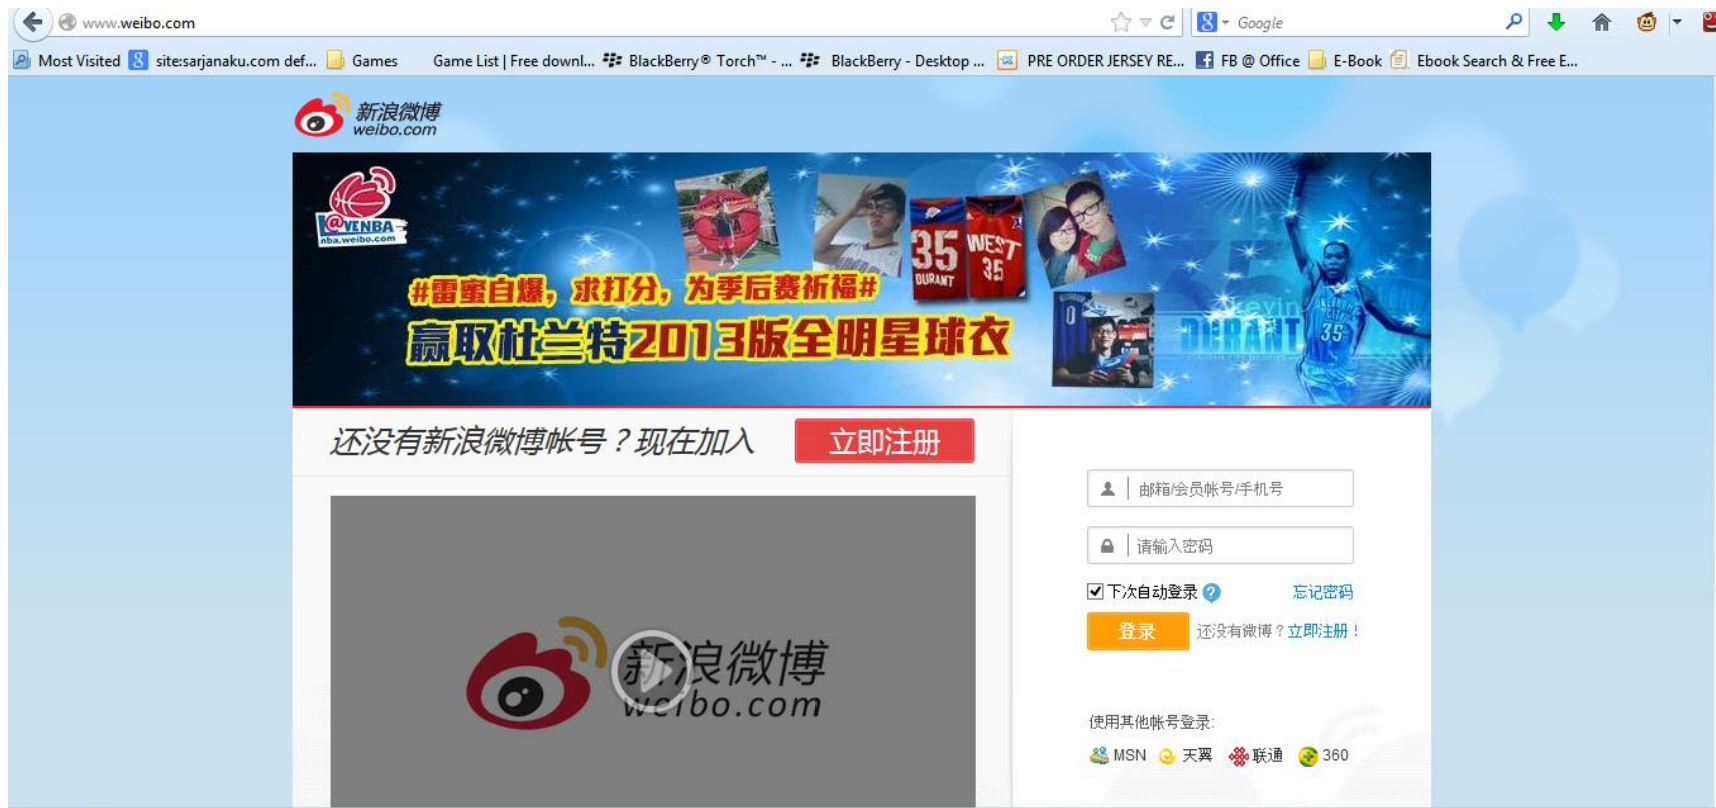 www.weibo.com
Google
Most Visited
site:sarjanaku.com def...
Games
Game List | Free downl...
BlackBerry® Torch™ - ...
BlackBerry - Desktop ...
PRE ORDER JERSEY RE...
FB @ Office
E-Book
Ebook Search & Free E...
新浪微博
weibo.com
L@VENBA
nba.weibo.com
35
DURANT
WEST
35
#雷蜜自爆，求打分，为季后赛祈福#
赢取杜兰特2013版全明星球衣
0
kevin
DURANT
35
还没有新浪微博帐号？现在加入
立即注册
邮箱/会员帐号/手机号
请输入密码
下次自动登录
忘记密码
登录
还没有微博？立即注册！
新浪微博
weibo.com
使用其他帐号登录:
MSN 天翼 联通 360